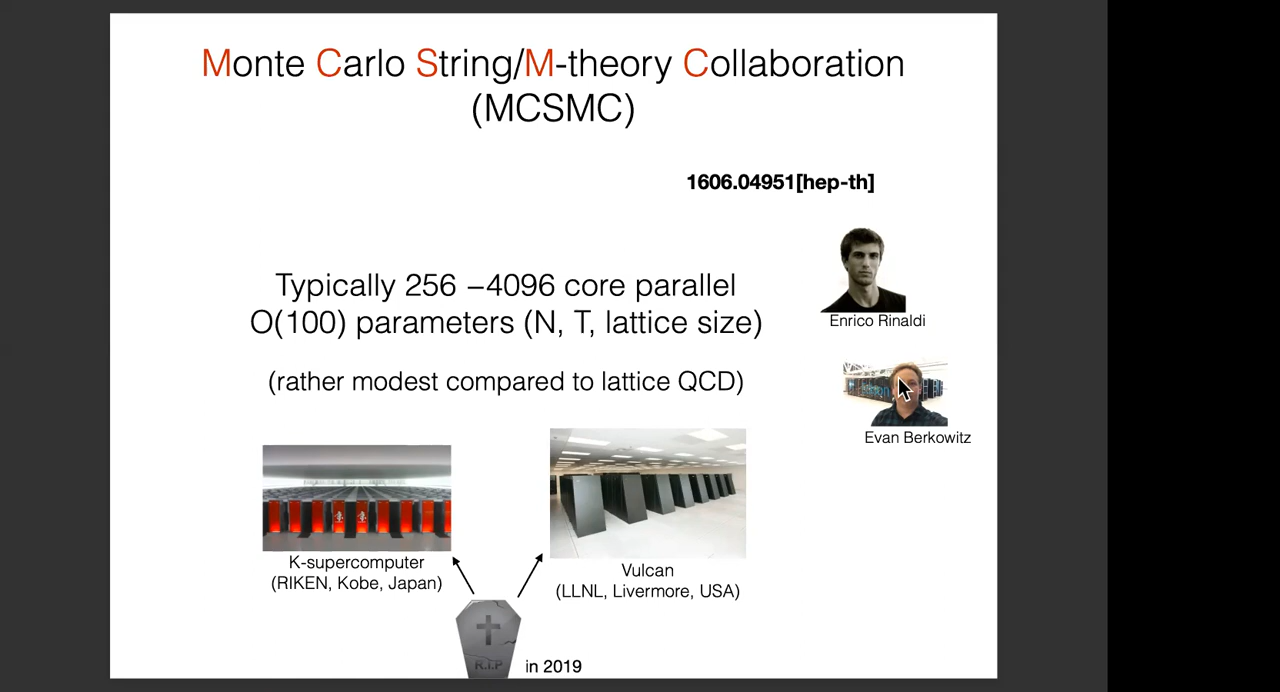 Monte Carlo String/M-theory Collaboration
(MCSMC)
1606.04951[hep-th]
Typically 256 −4096 core parallel
O(100) parameters (N, T, lattice size)
(rather modest compared to lattice QCD)
Enrico Rinaldi
Evan Berkowitz
K-supercomputer
(RIKEN, Kobe, Japan)
Vulcan
(LLNL, Livermore, USA)
R.I.P
in 2019